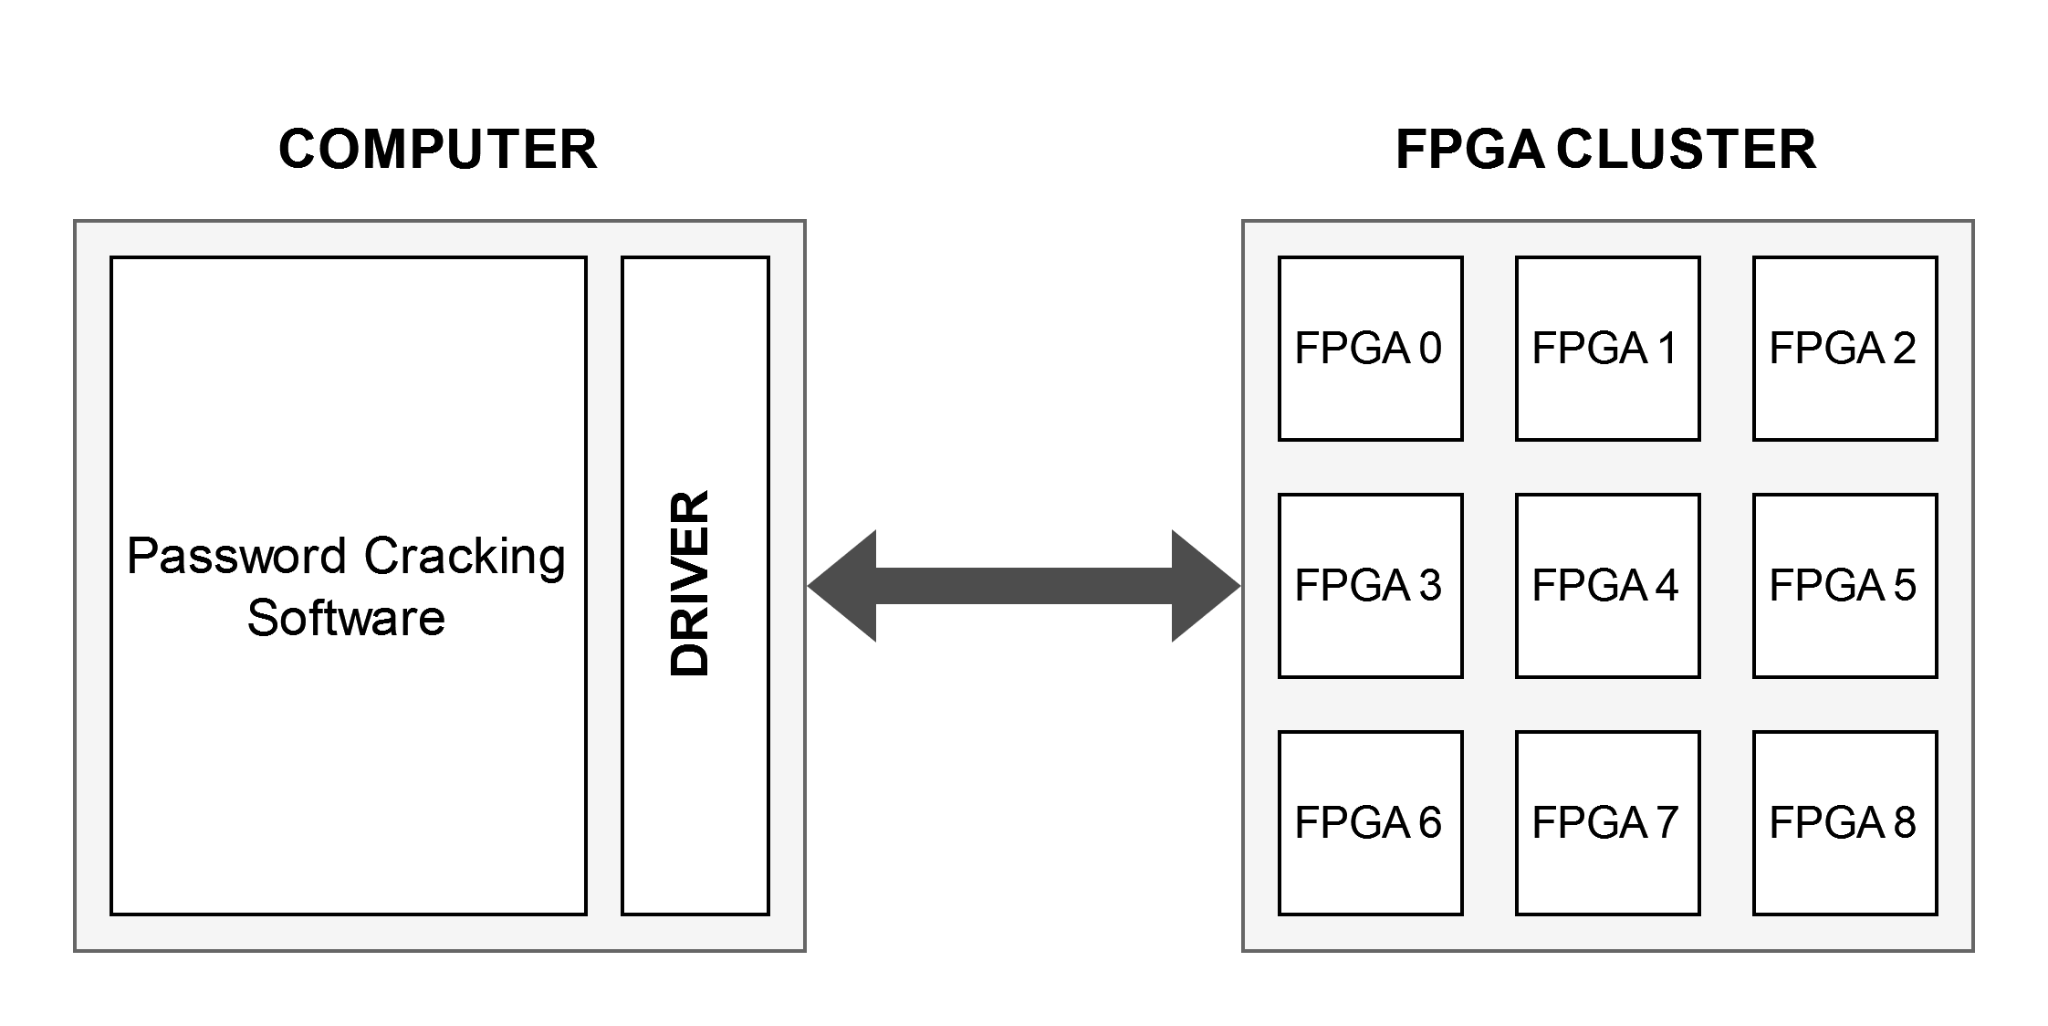 COMPUTER
FPGA CLUSTER
Password Cracking
Software
DRIVER
FPGA 0
FPGA 1
FPGA 2
FPGA 3
FPGA 4
FPGA 5
FPGA 6
FPGA 7
FPGA 8